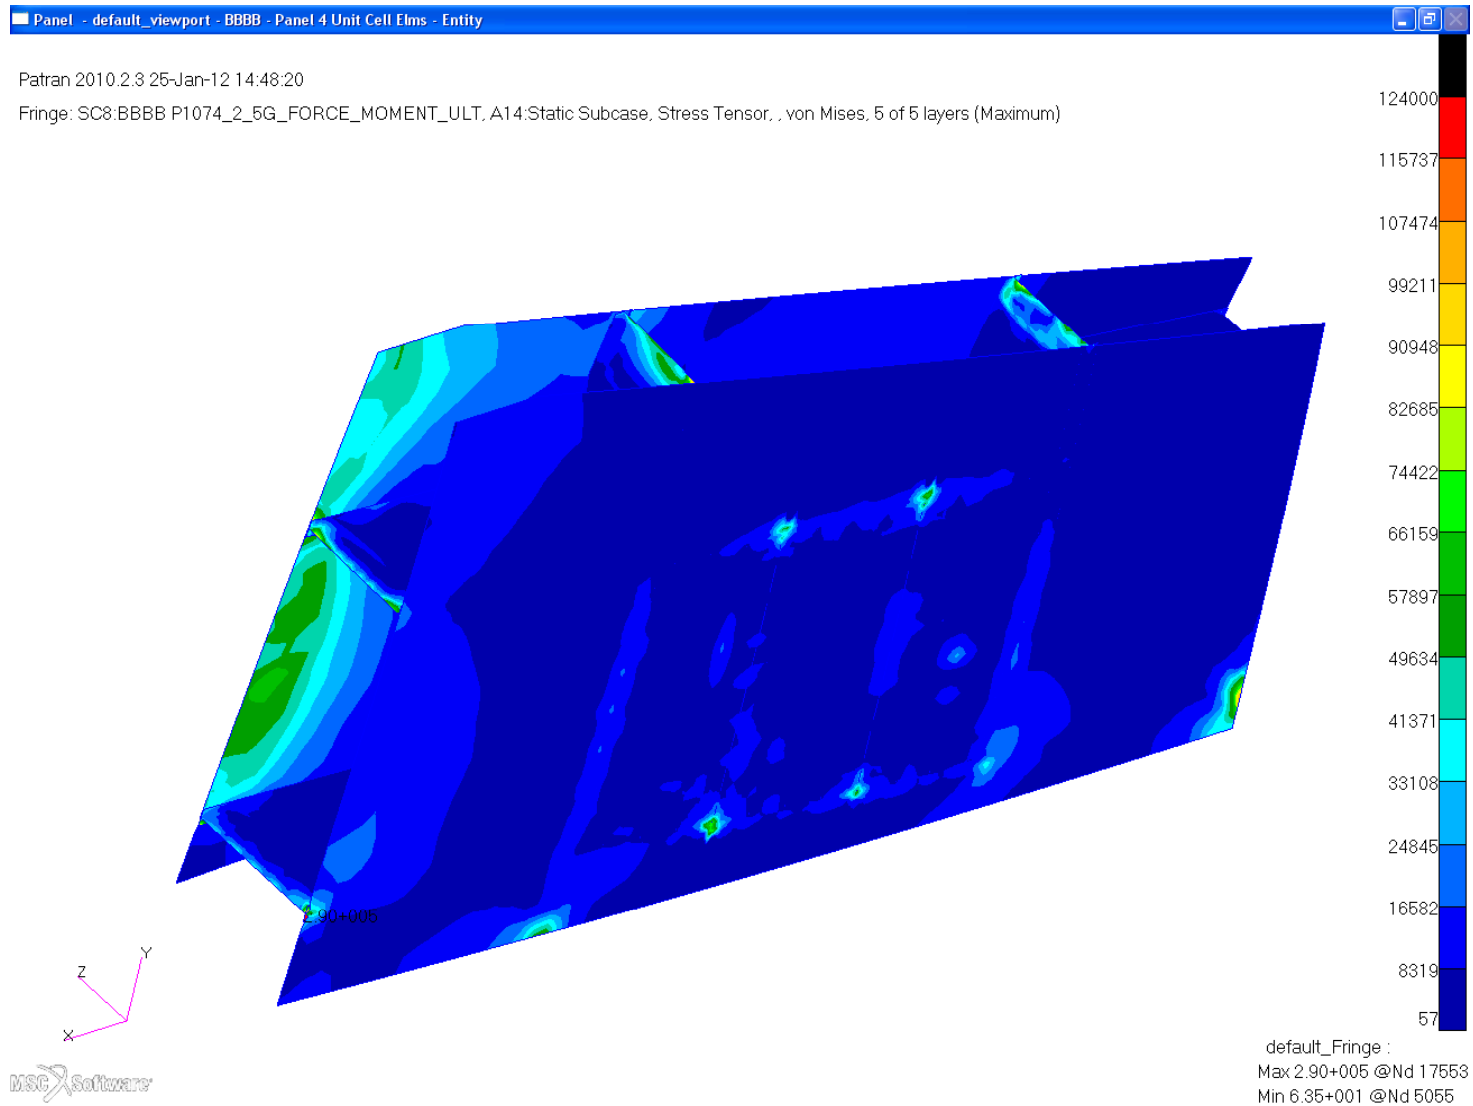 Panel - default_viewport - BBBB - Panel 4 Unit Cell Elms - Entity
Patran 2010.2.3 25-Jan-12 14:48:20
Fringe: SC8:BBBB P1074_2_5G_FORCE_MOMENT_ULT, A14:Static Subcase, Stress Tensor, , von Mises, 5 of 5 layers (Maximum)
124000
115737
107474
99211
90948
82685
74422
66159
57897
49634
41371
33108
24845
16582
8319
57
2.90+005
Y
Z
X
MSC Software
default_Fringe :
Max 2.90+005 @Nd 17553
Min 6.35+001 @Nd 5055